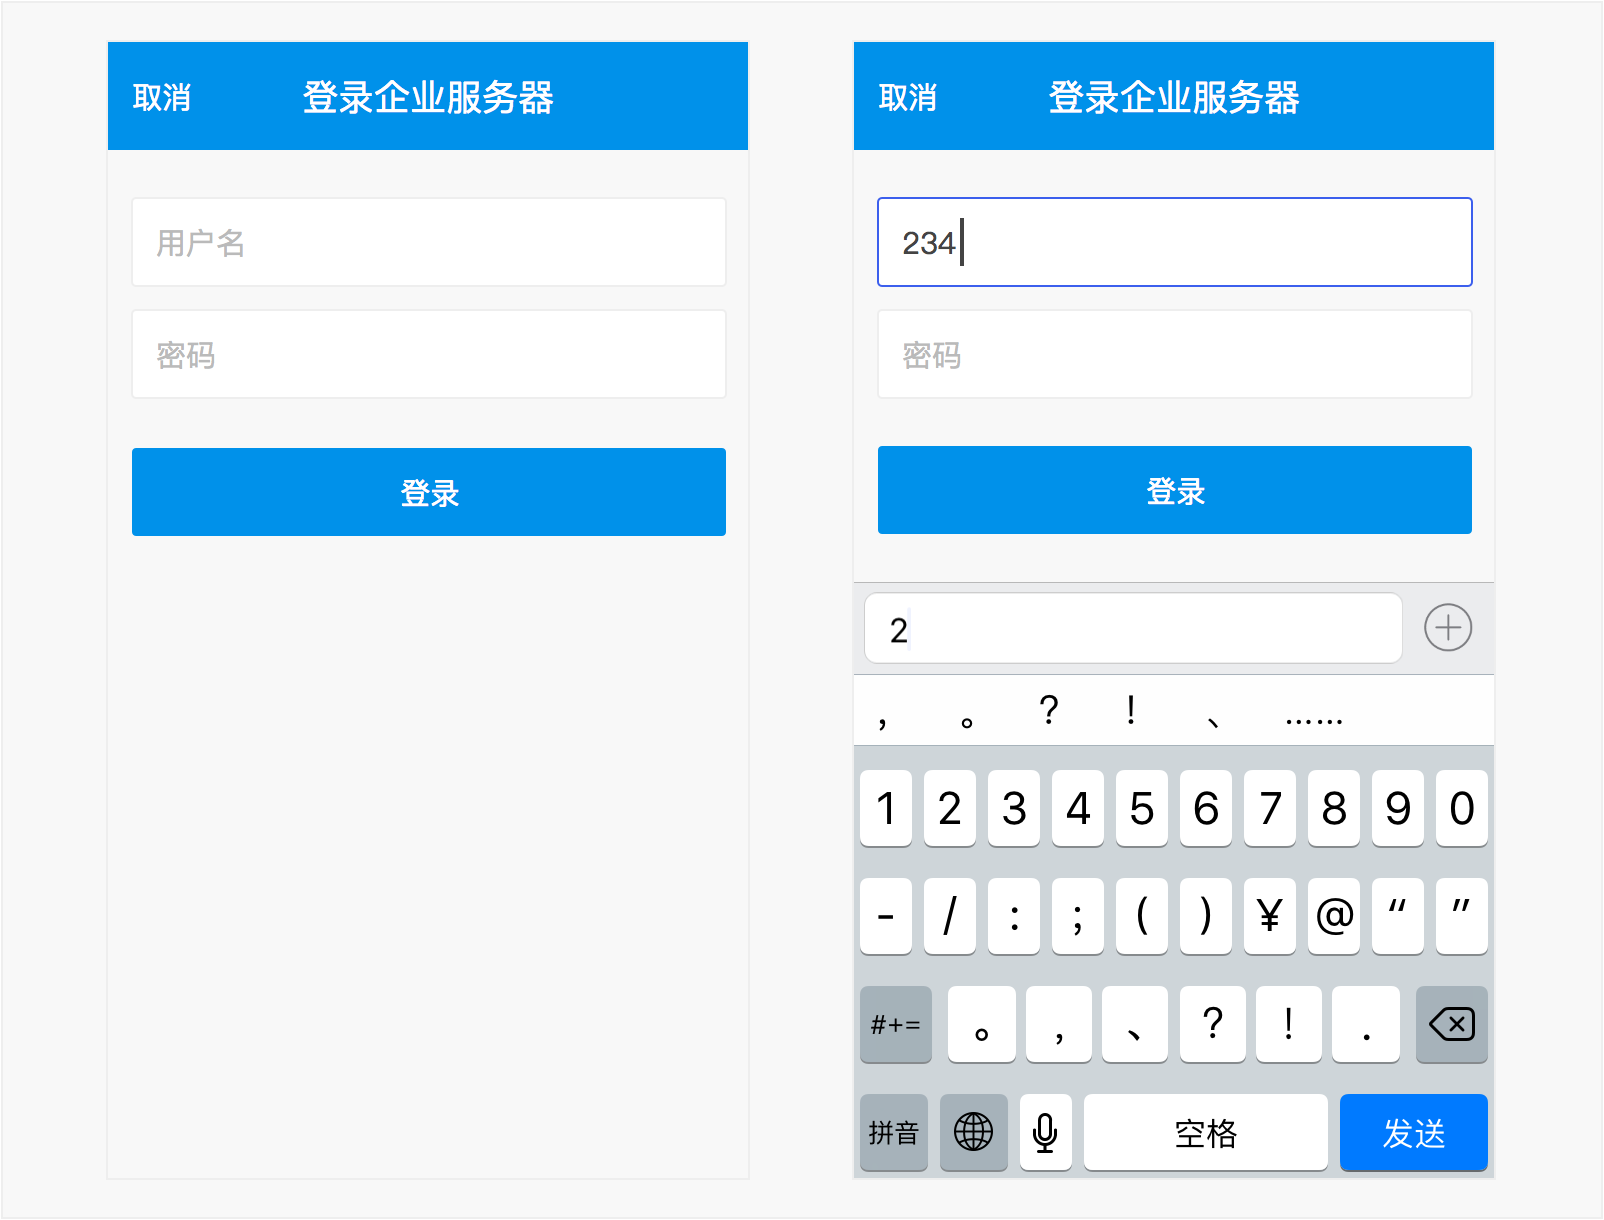 取消 登录企业服务器
用户名
密码
登录
取消 登录企业服务器
234
密码
登录
2
， 。 ? ! 、 ……
1 2 3 4 5 6 7 8 9 0
- / : ; ( ) ¥ @ “ ”
#+= 。 , 、 ? ! .
拼音 空格 发送